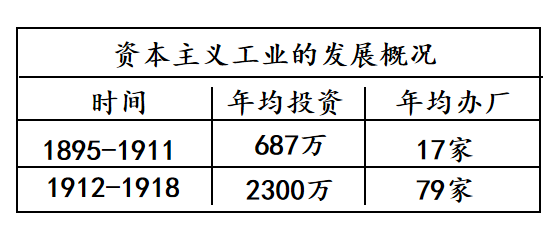 资本主义工业的发展概况
时间 年均投资 年均办厂
1895-1911 687万 17家
1912-1918 2300万 79家